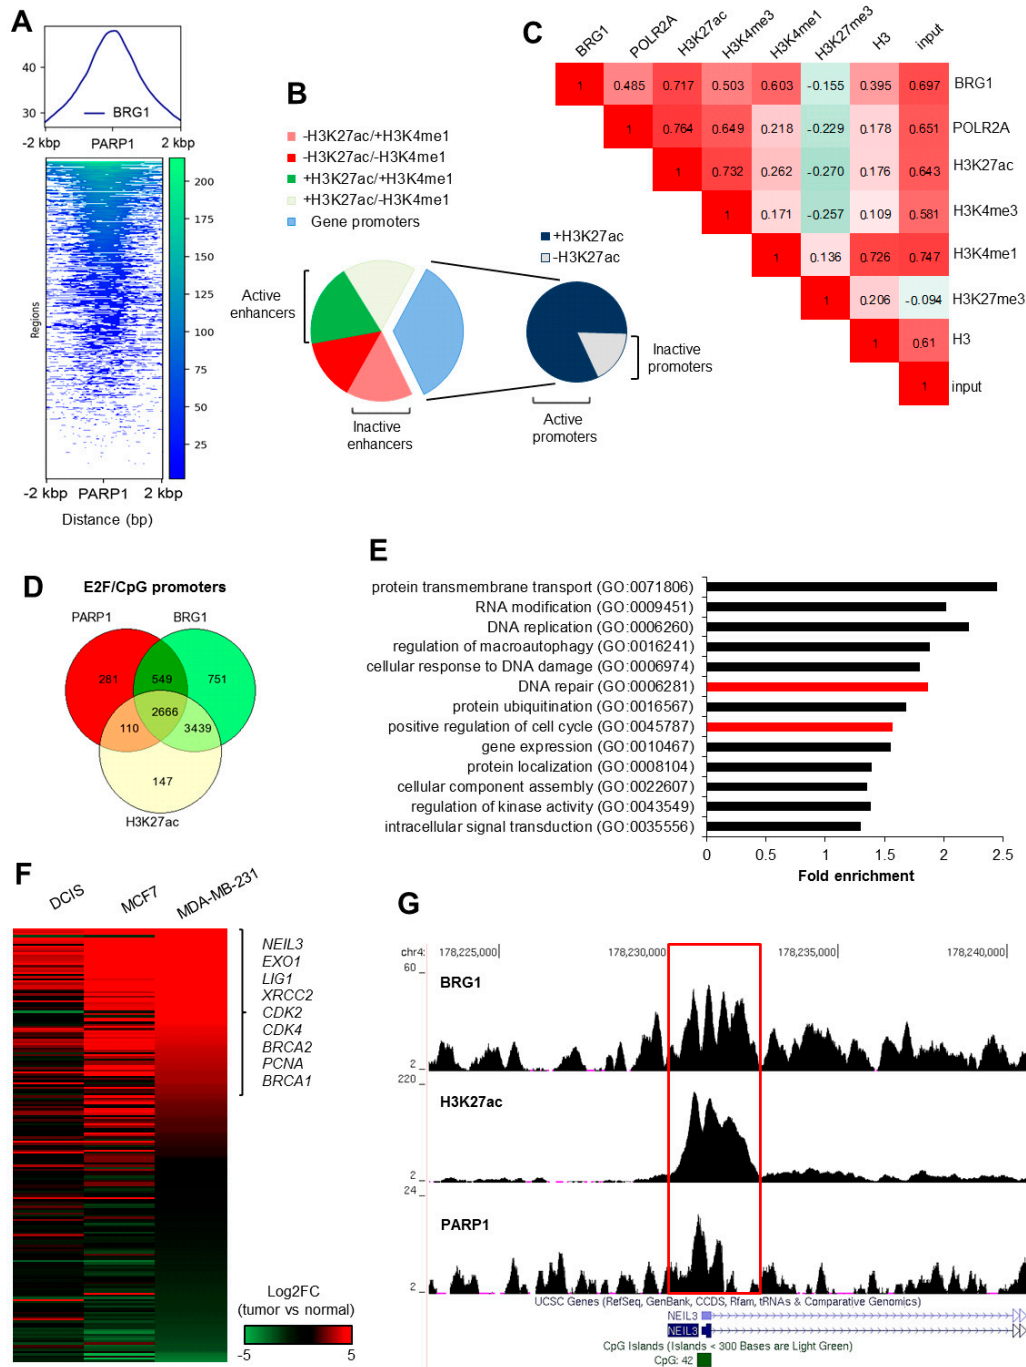 A
40
30
BRG1
-2 kbp
PARP1
2 kbp
200
175
150
125
100
75
50
25
Regions
-2 kbp
PARP1
2 kbp
Distance (bp)
B
-H3K27ac/+H3K4me1
-H3K27ac/-H3K4me1
+H3K27ac/+H3K4me1
+H3K27ac/-H3K4me1
Gene promoters
+H3K27ac
-H3K27ac
Active
enhancers
Inactive
enhancers
Inactive
promoters
Active
promoters
C
BRG1 POLR2A H3K27ac H3K4me3 H3K4me1 H3K27me3 H3 input
1 0.485 0.717 0.503 0.603 -0.155 0.395 0.697 BRG1
1 0.764 0.649 0.218 -0.229 0.178 0.651 POLR2A
1 0.732 0.262 -0.270 0.176 0.643 H3K27ac
1 0.171 -0.257 0.109 0.581 H3K4me3
1 0.136 0.726 0.747 H3K4me1
1 0.206 -0.094 H3K27me3
1 0.61 H3
1 input
D
E2F/CpG promoters
PARP1
BRG1
281
549
751
2666
110
3439
147
H3K27ac
E
protein transmembrane transport (GO:0071806)
RNA modification (GO:0009451)
DNA replication (GO:0006260)
regulation of macroautophagy (GO:0016241)
cellular response to DNA damage (GO:0006974)
DNA repair (GO:0006281)
protein ubiquitination (GO:0016567)
positive regulation of cell cycle (GO:0045787)
gene expression (GO:0010467)
protein localization (GO:0008104)
cellular component assembly (GO:0022607)
regulation of kinase activity (GO:0043549)
intracellular signal transduction (GO:0035556)
0 0.5 1 1.5 2 2.5
Fold enrichment
F
DCIS MCF7 MDA-MB-231
NEIL3
EXO1
LIG1
XRCC2
CDK2
CDK4
BRCA2
PCNA
BRCA1
Log2FC
(tumor vs normal)
-5 5
G
chr4: 178,225,000 178,230,000 178,235,000 178,240,000
60
BRG1
2
220
H3K27ac
2
24
PARP1
2
UCSC Genes (RefSeq, GenBank, CCDS, Rfam, tRNAs & Comparative Genomics)
NEIL3
NEIL3
CpG Islands (Islands < 300 Bases are Light Green)
CpG: 42